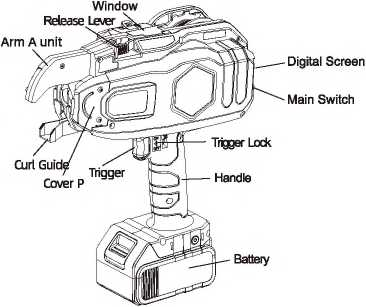 Window
Release Lever
Arm A unit
Digital Screen
Main Switch
Curl Guide
Cover P
Trigger
Trigger Lock
Handle
Battery